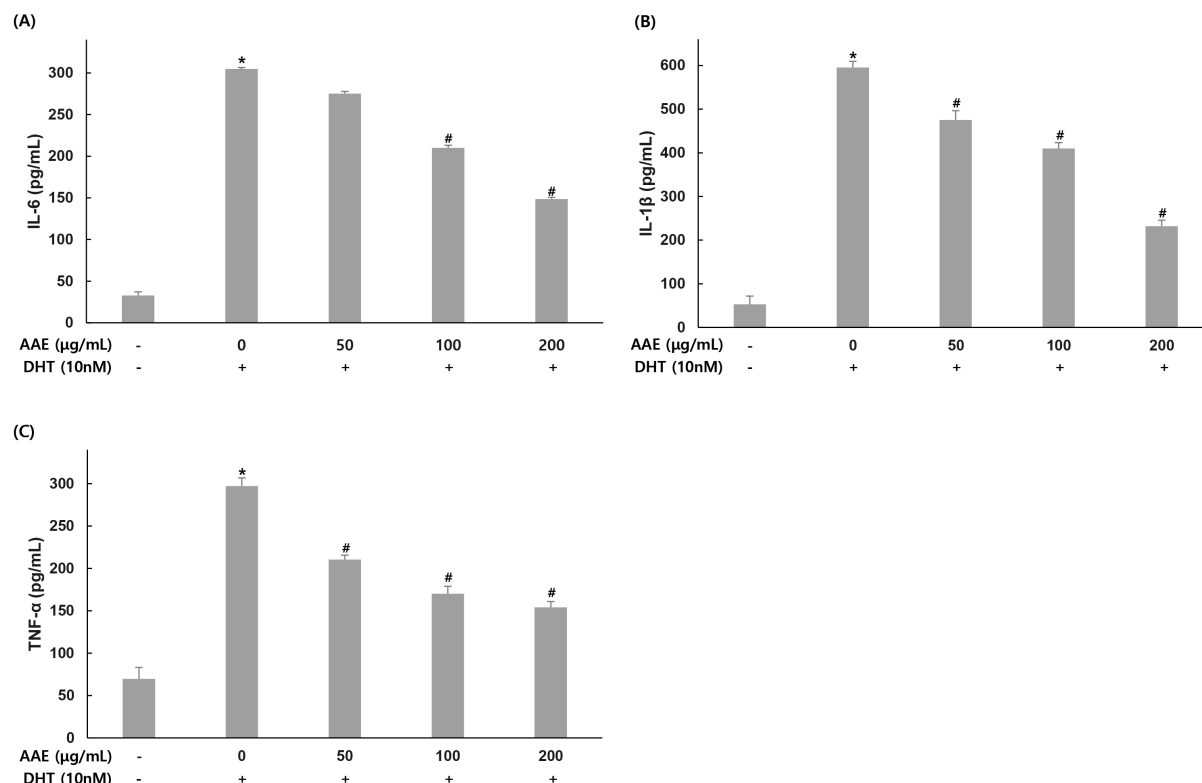 (A)
*
#
#
300
250
200
150
100
50
0
IL-6 (pg/mL)
AAE (μg/mL) - 0 50 100 200
DHT (10nM) - + + + +
(B)
*
#
#
#
600
500
400
300
200
100
0
IL-1β (pg/mL)
AAE (μg/mL) - 0 50 100 200
DHT (10nM) - + + + +
(C)
*
#
#
#
300
250
200
150
100
50
0
TNF-α (pg/mL)
AAE (μg/mL) - 0 50 100 200
DHT (10nM) - + + + +